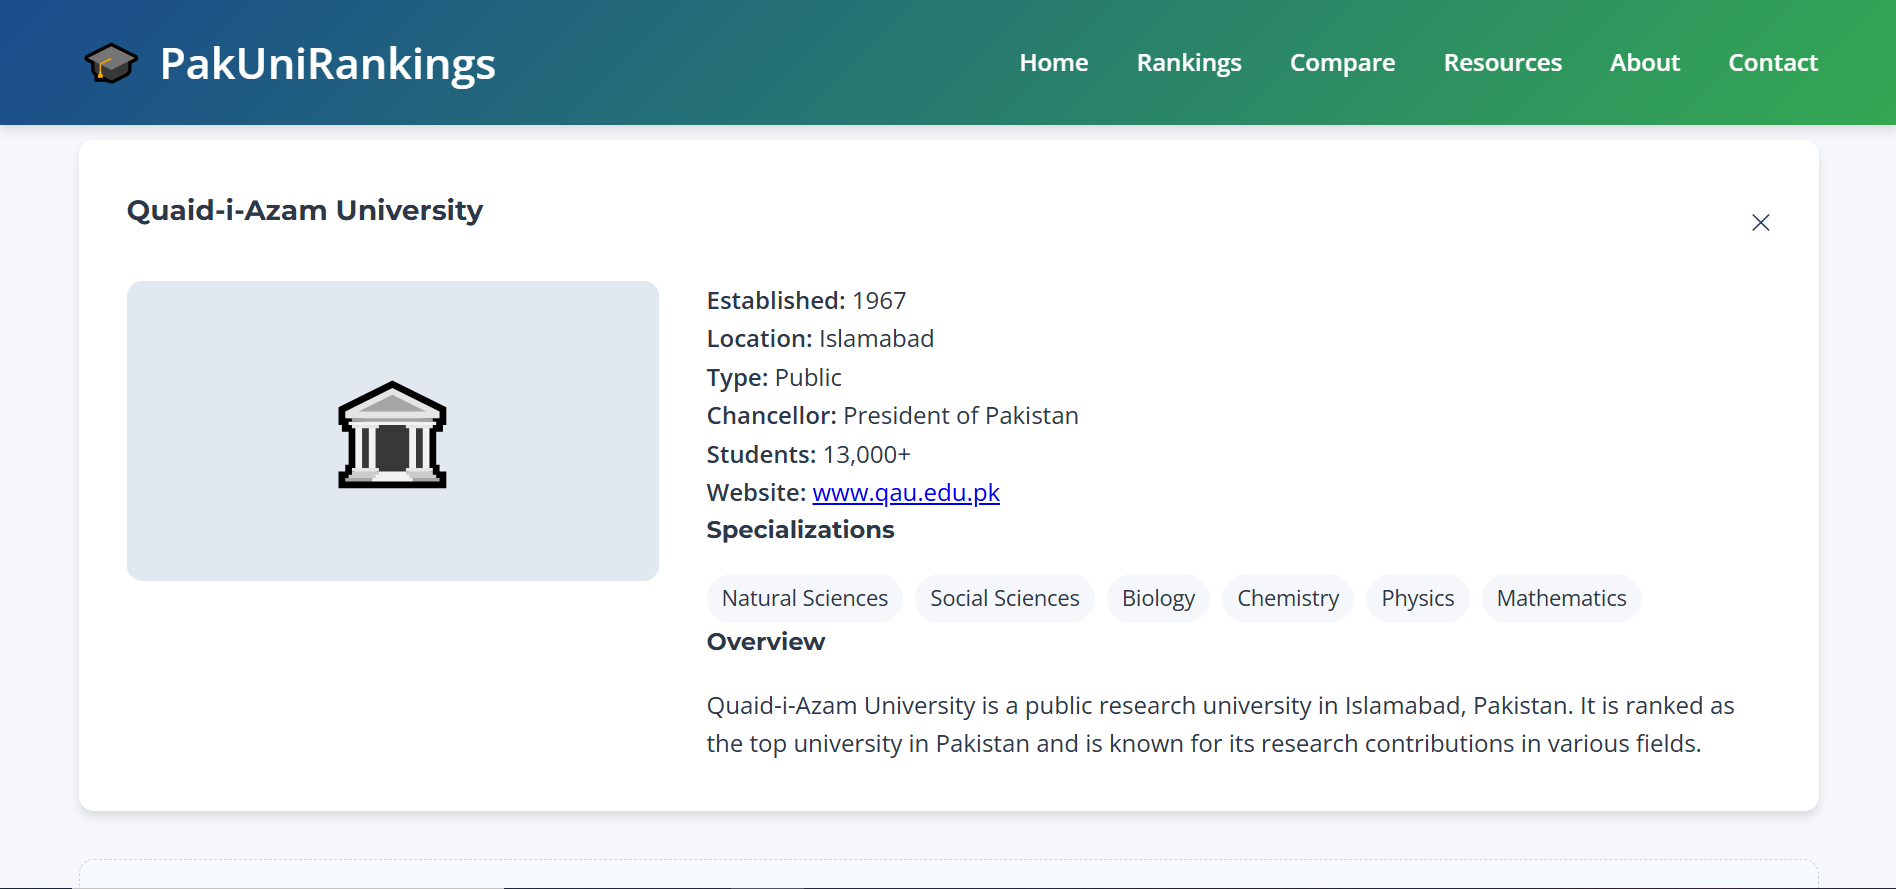 PakUniRankings
Home Rankings Compare Resources About Contact
Quaid-i-Azam University
Established: 1967
Location: Islamabad
Type: Public
Chancellor: President of Pakistan
Students: 13,000+
Website: www.qau.edu.pk
Specializations
Natural Sciences Social Sciences Biology Chemistry Physics Mathematics
Overview
Quaid-i-Azam University is a public research university in Islamabad, Pakistan. It is ranked as
the top university in Pakistan and is known for its research contributions in various fields.